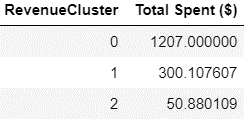 RevenueCluster Total Spent ($)
0 1207.000000
1 300.107607
2 50.880109